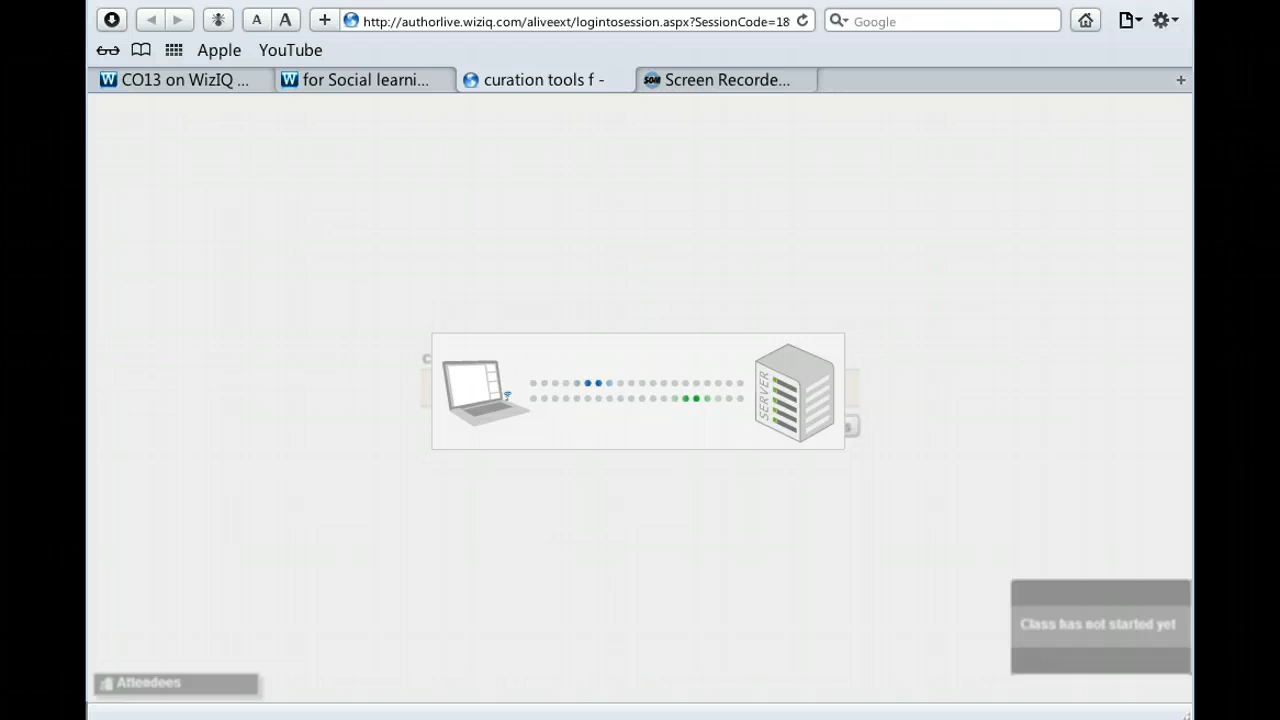 A A + http://authorlive.wiziq.com/aliveext/logintosession.aspx?SessionCode=18 Google
Apple YouTube
W CO13 on WizIQ ... W for Social learni... curation tools f - SOM Screen Recorde... +
SERVER
Class has not started yet
Attendees